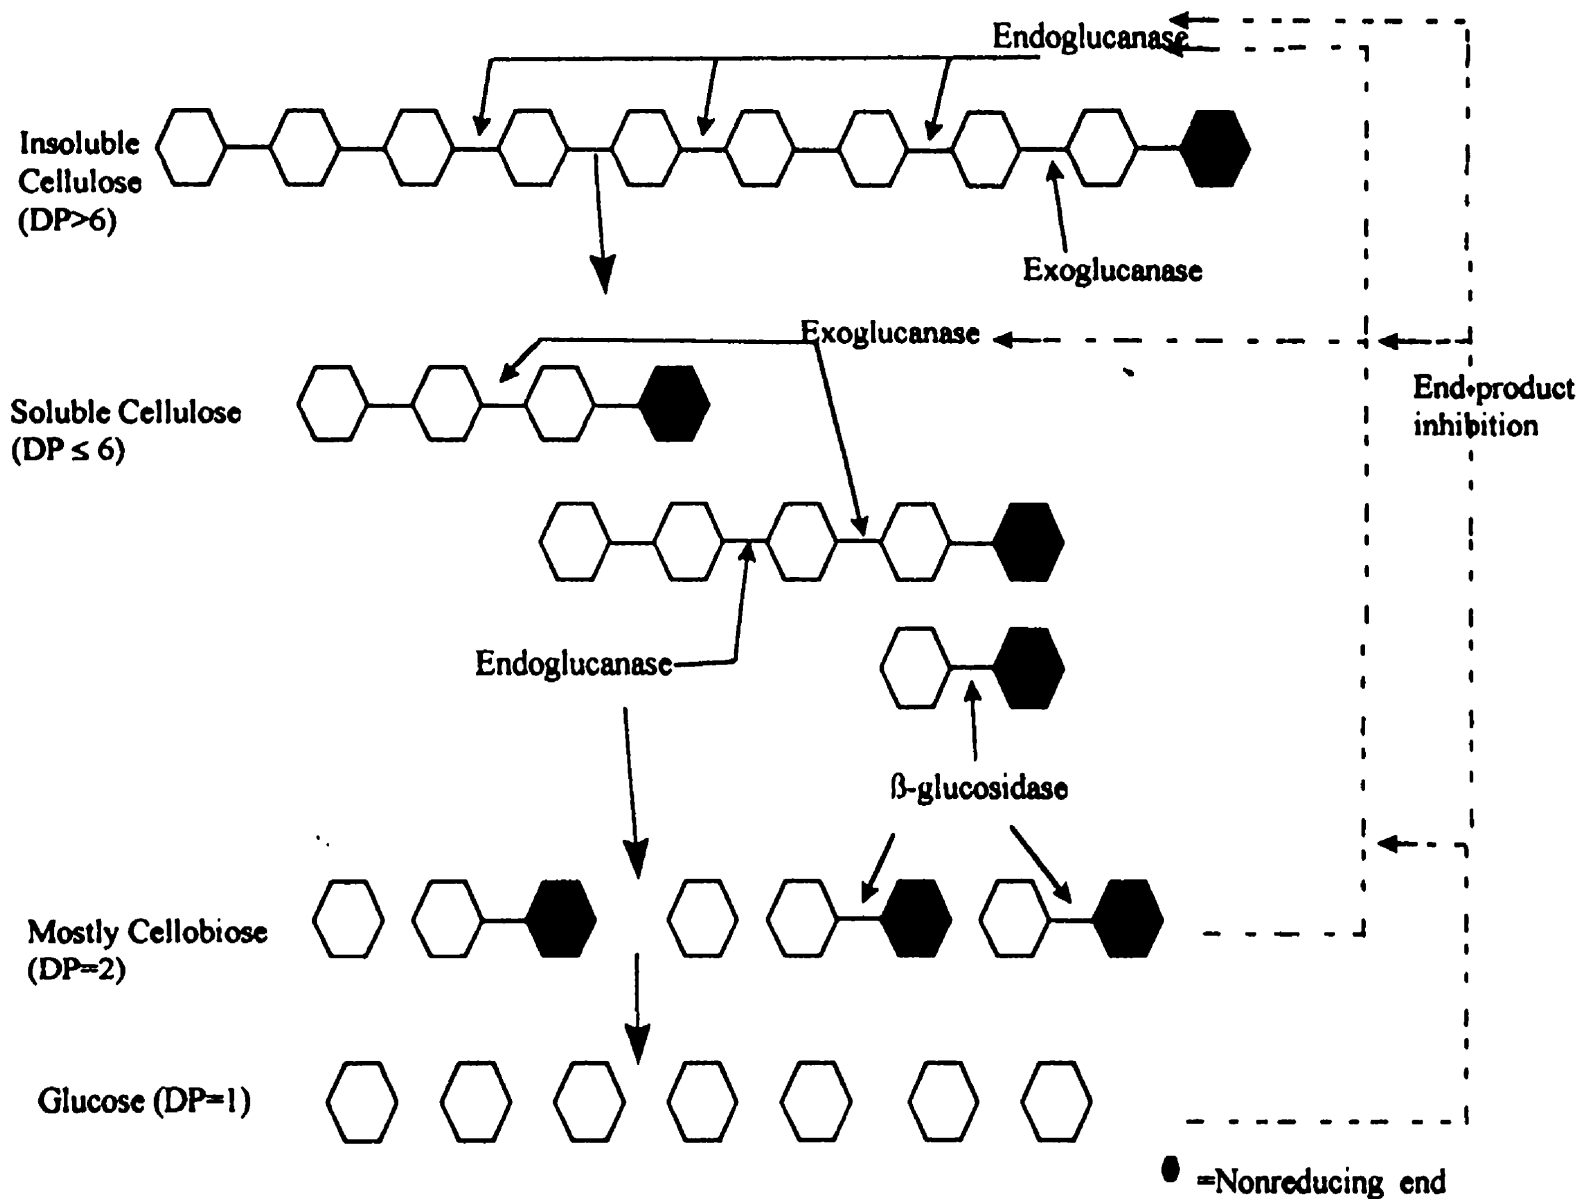 Endoglucanase
Insoluble
Cellulose
(DP>6)
Exoglucanase
Exoglucanase
End-product
inhibition
Soluble Cellulose
(DP ≤ 6)
Endoglucanase
ß-glucosidase
Mostly Cellobiose
(DP=2)
Glucose (DP=1)
=Nonreducing end